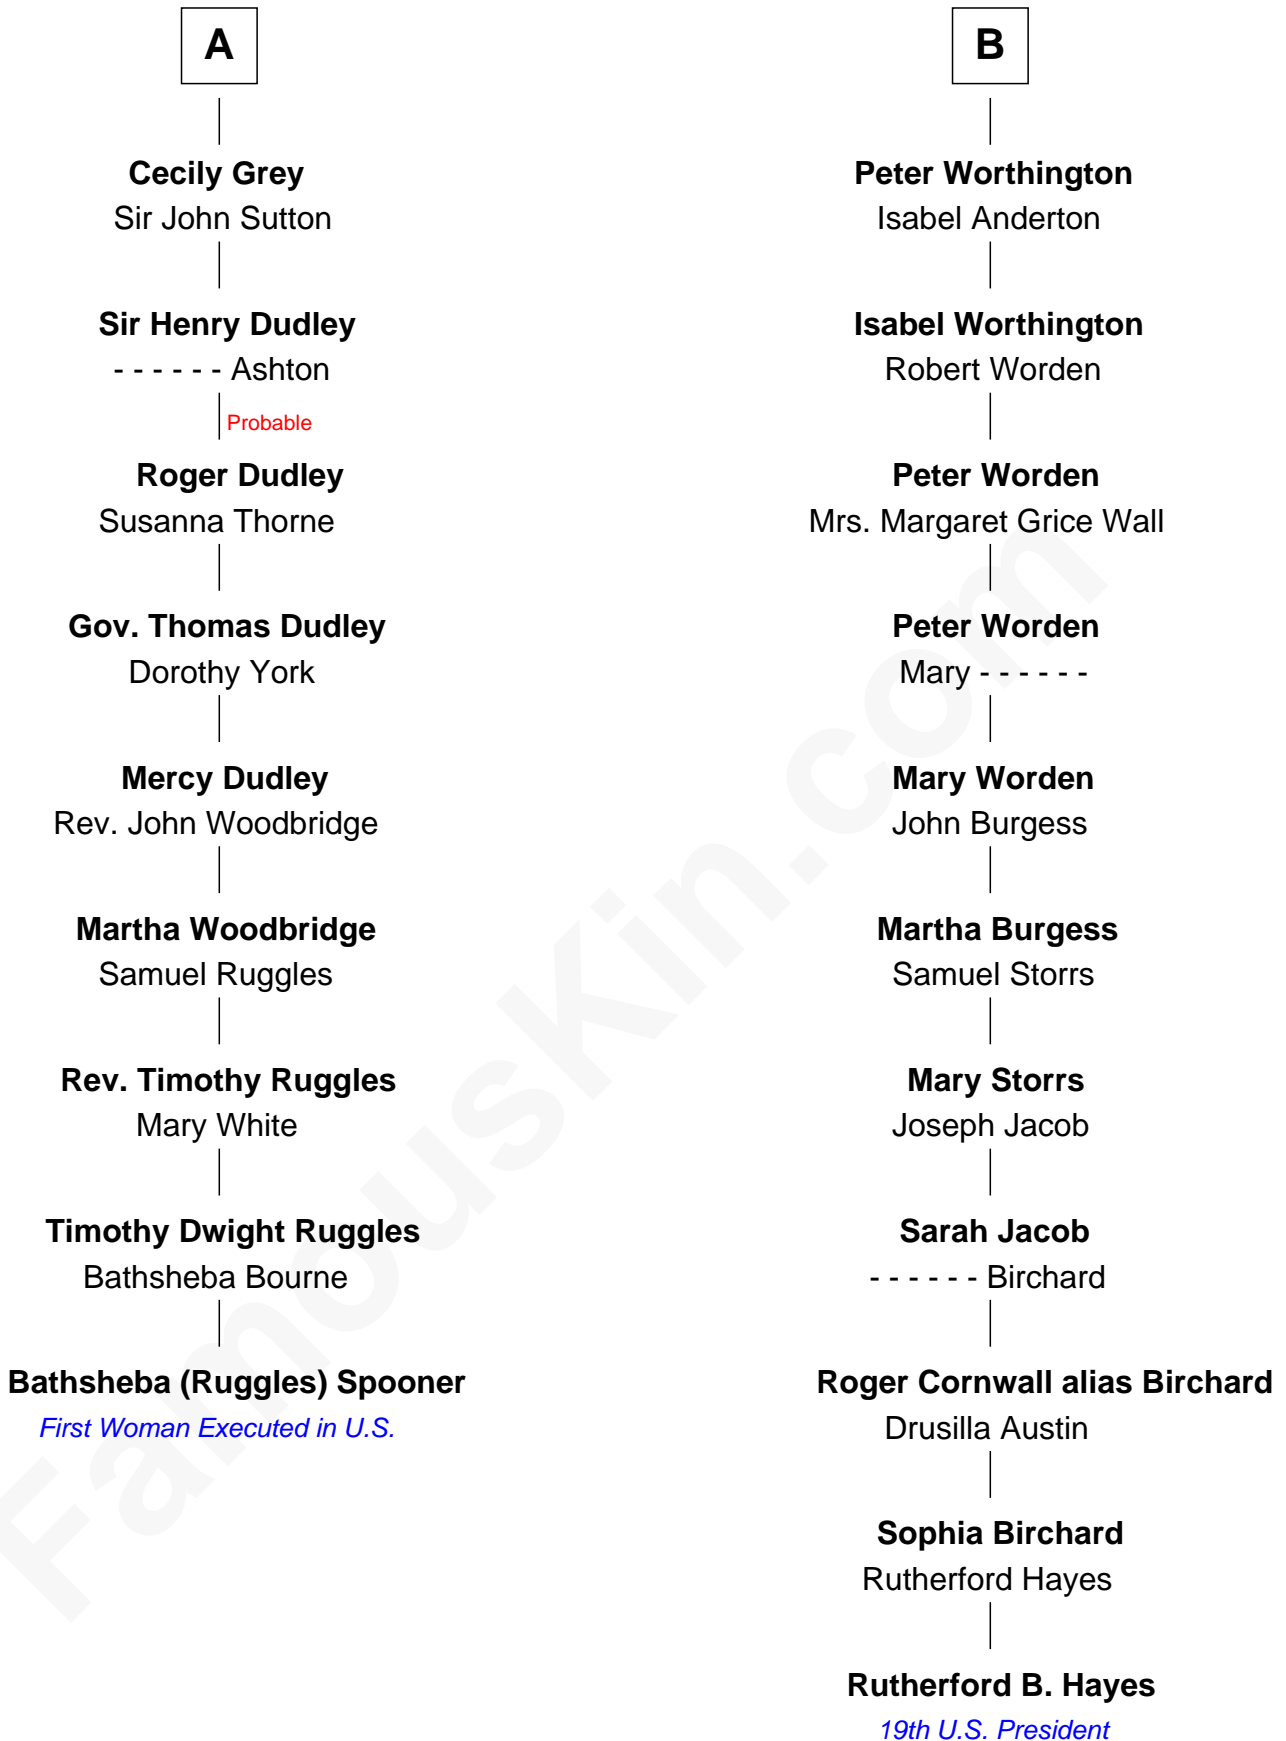 A
Cecily Grey
Sir John Sutton
Sir Henry Dudley
- - - - - - Ashton
Probable
Roger Dudley
Susanna Thorne
Gov. Thomas Dudley
Dorothy York
Mercy Dudley
Rev. John Woodbridge
Martha Woodbridge
Samuel Ruggles
Rev. Timothy Ruggles
Mary White
Timothy Dwight Ruggles
Bathsheba Bourne
Bathsheba (Ruggles) Spooner
First Woman Executed in U.S.
B
Peter Worthington
Isabel Anderton
Isabel Worthington
Robert Worden
Peter Worden
Mrs. Margaret Grice Wall
Peter Worden
Mary - - - - - -
Mary Worden
John Burgess
Martha Burgess
Samuel Storrs
Mary Storrs
Joseph Jacob
Sarah Jacob
- - - - - - Birchard
Roger Cornwall alias Birchard
Drusilla Austin
Sophia Birchard
Rutherford Hayes
Rutherford B. Hayes
19th U.S. President
FamousKin.com